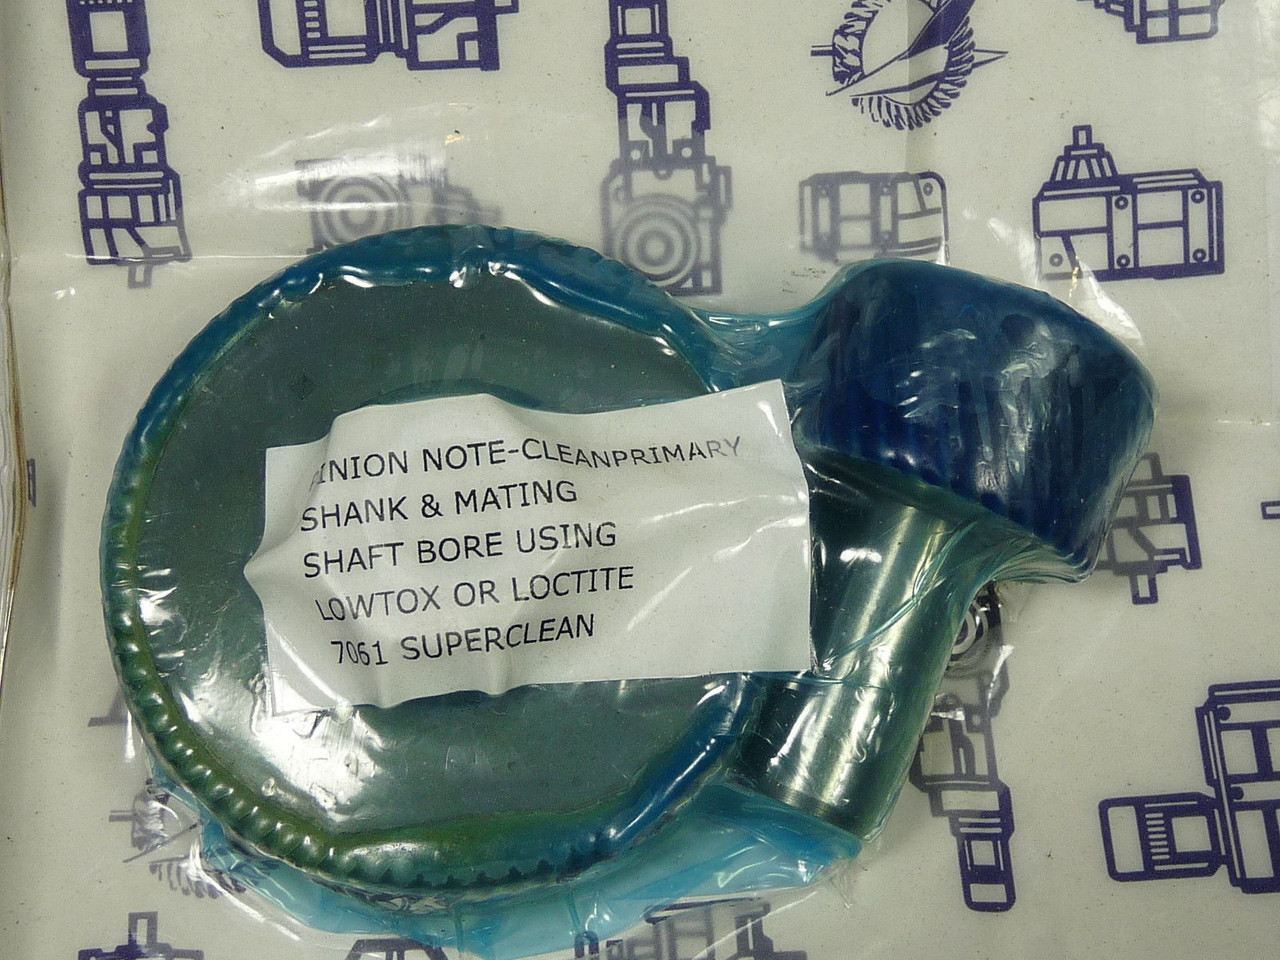 PINION NOTE-CLEANPRIMARY
SHANK & MATING
SHAFT BORE USING
LOWTOX OR LOCTITE
7061 SUPERCLEAN